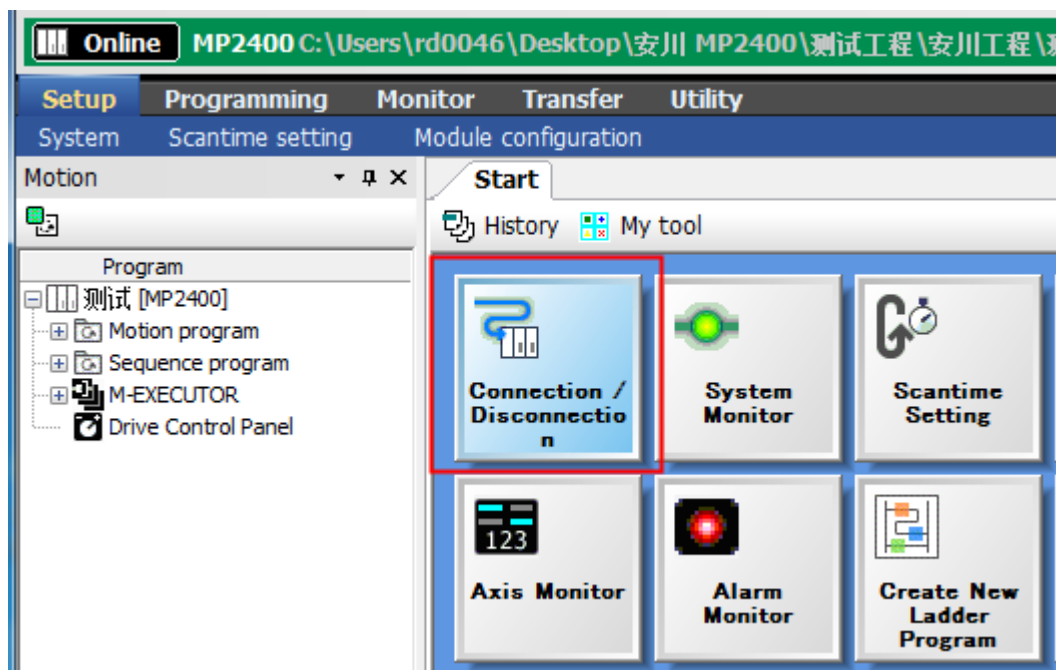 Online MP2400 C:\Users\rd0046\Desktop\安川 MP2400\测试工程\安川工程\
Setup Programming Monitor Transfer Utility
System Scantime setting Module configuration
Motion
Start
History My tool
Program
测试 [MP2400]
Motion program
Sequence program
M-EXECUTOR
Drive Control Panel
Connection /
Disconnectio
n
System
Monitor
Scantime
Setting
123
Axis Monitor
Alarm
Monitor
Create New
Ladder
Program